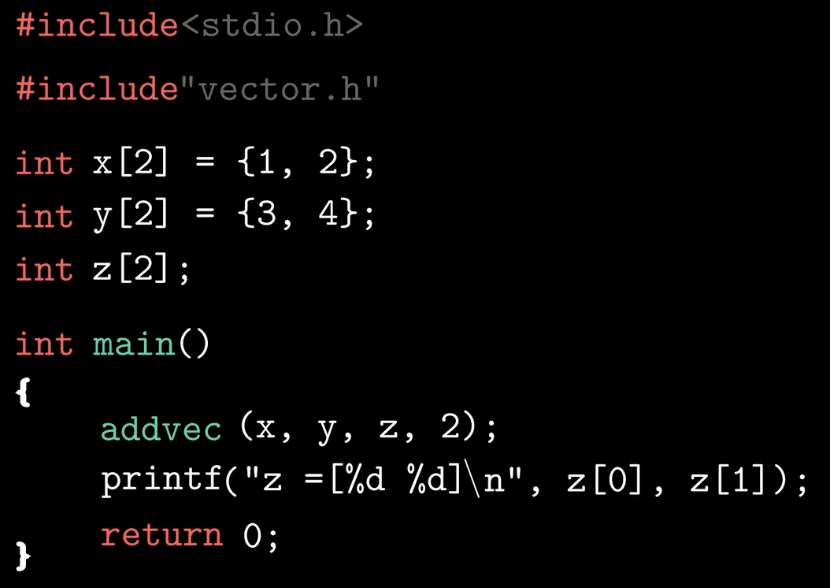 #include<stdio.h>
#include"vector.h"
int x[2] = {1, 2};
int y[2] = {3, 4};
int z[2];
int main()
{
addvec (x, y, z, 2);
printf("z =[%d %d]\n", z[0], z[1]);
return 0;
}